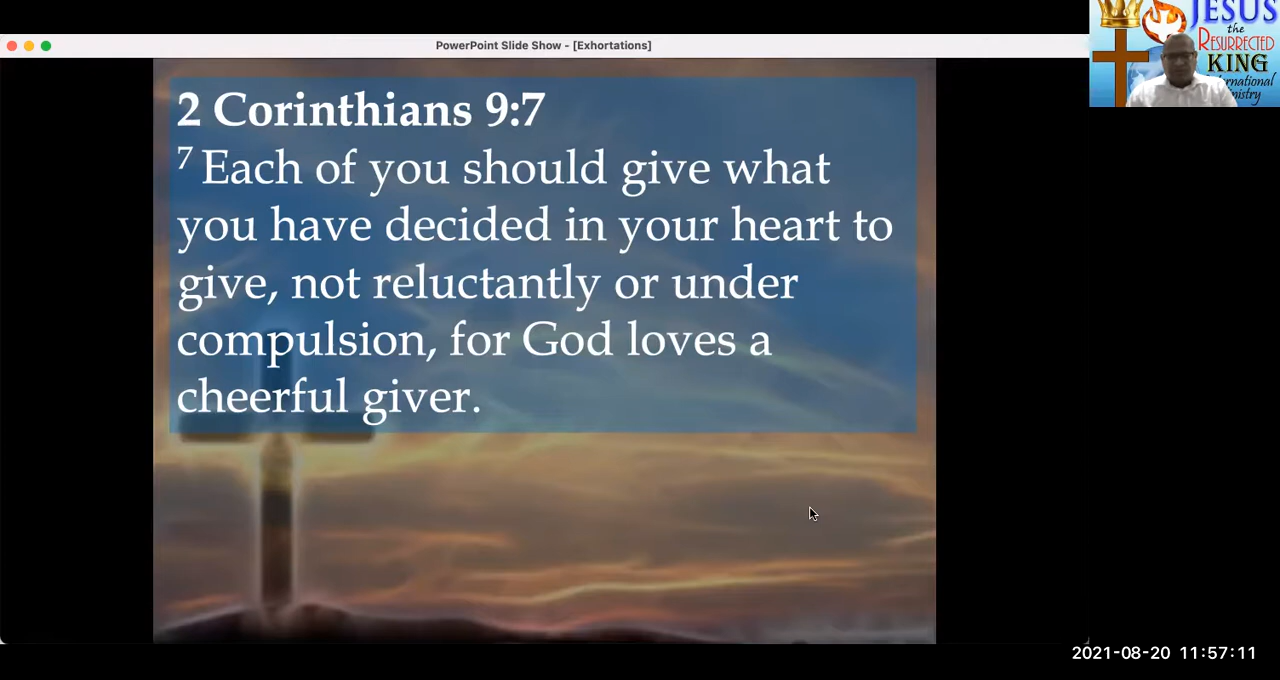 JESUS
the
RESURRECTED
KING
PowerPoint Slide Show - [Exhortations]
2 Corinthians 9:7
7 Each of you should give what
you have decided in your heart to
give, not reluctantly or under
compulsion, for God loves a
cheerful giver.
2021-08-20 11:57:11